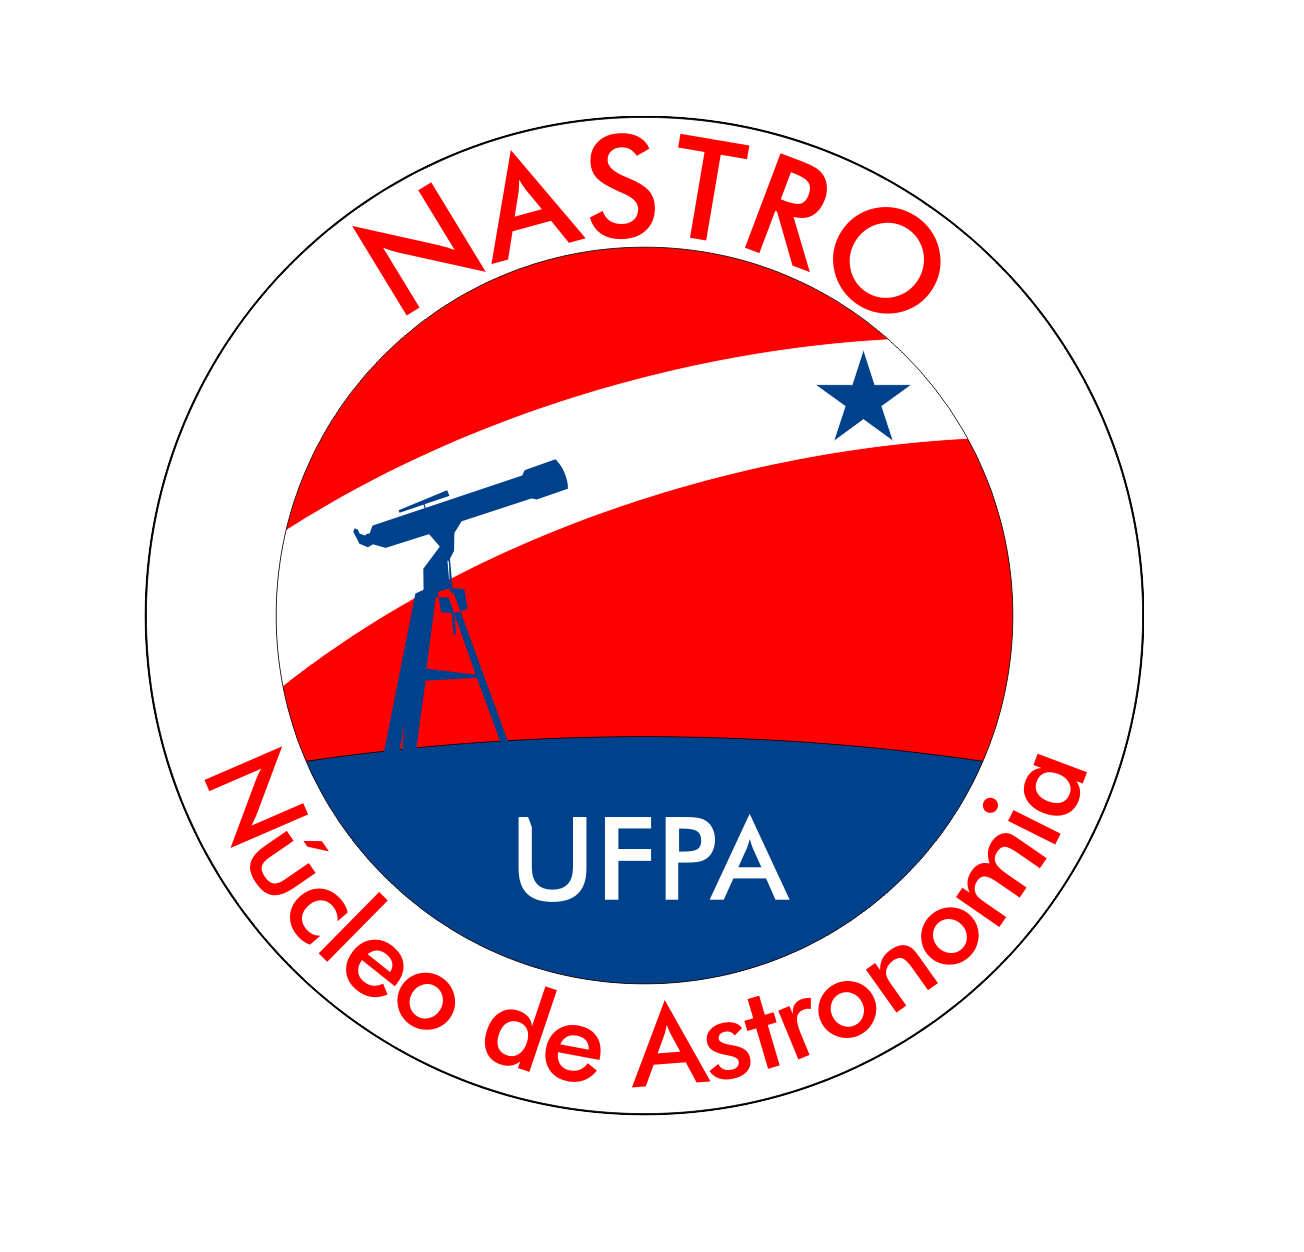 NASTRO
UFPA
Núcleo de Astronomia